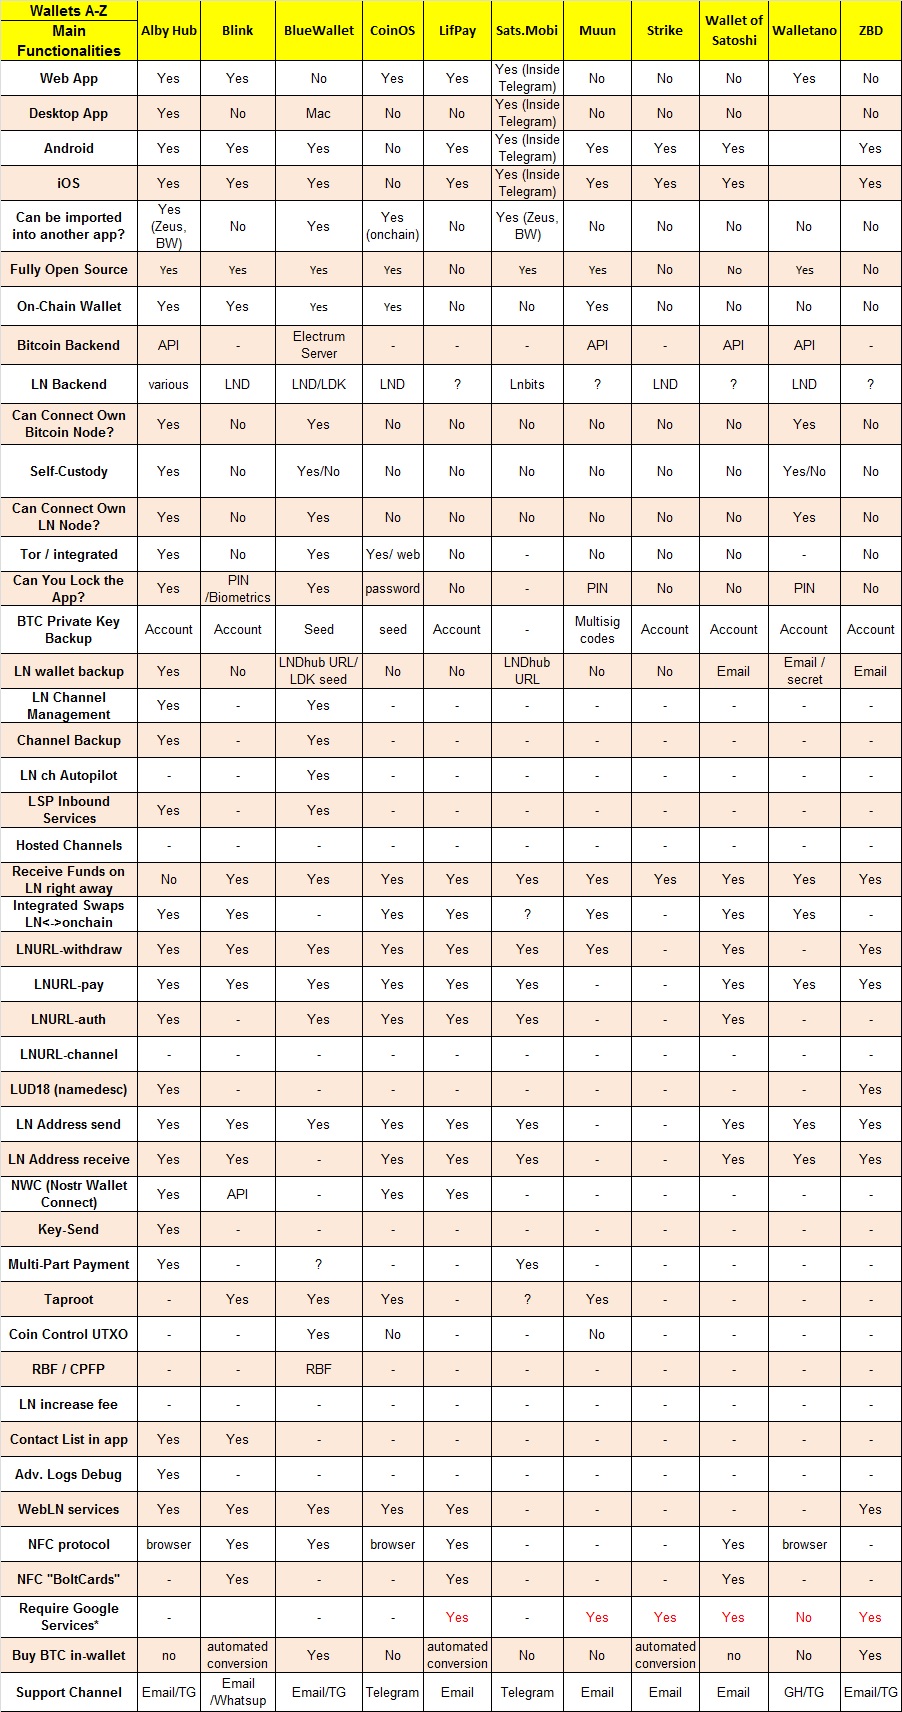 Wallets A-Z
Main Functionalities Alby Hub Blink BlueWallet CoinOS LifPay Sats.Mobi Muun Strike Wallet of Satoshi Walletano ZBD
Web App Yes Yes No Yes Yes Yes (Inside Telegram) No No No Yes No
Desktop App Yes No Mac No No Yes (Inside Telegram) No No No No
Android Yes Yes Yes No Yes Yes (Inside Telegram) Yes Yes Yes Yes
iOS Yes Yes Yes No Yes Yes (Inside Telegram) Yes Yes Yes Yes
Can be imported into another app? Yes (Zeus, BW) No Yes Yes (onchain) No Yes (Zeus, BW) No No No No No
Fully Open Source Yes Yes Yes Yes No Yes Yes No No Yes No
On-Chain Wallet Yes Yes Yes Yes No No Yes No No No No
Bitcoin Backend API - Electrum Server - - - API - API API -
LN Backend various LND LND/LDK LND ? Lnbits ? LND ? LND ?
Can Connect Own Bitcoin Node? Yes No Yes No No No No No No Yes No
Self-Custody Yes No Yes/No No No No No No No Yes/No No
Can Connect Own LN Node? Yes No Yes No No No No No No Yes No
Tor / integrated Yes No Yes Yes/ web No - No No No - No
Can You Lock the App? Yes PIN /Biometrics Yes password No - PIN No No PIN No
BTC Private Key Backup Account Account Seed seed Account - Multisig codes Account Account Account Account
LN wallet backup Yes No LNDhub URL/ LDK seed No No LNDhub URL No No Email Email / secret Email
LN Channel Management Yes - Yes - - - - - - - -
Channel Backup Yes - Yes - - - - - - - -
LN ch Autopilot - - Yes - - - - - - - -
LSP Inbound Services Yes - Yes - - - - - - - -
Hosted Channels - - - - - - - - - - -
Receive Funds on LN right away No Yes Yes Yes Yes Yes Yes Yes Yes Yes Yes
Integrated Swaps LN<->onchain Yes Yes - Yes Yes ? Yes - Yes Yes -
LNURL-withdraw Yes Yes Yes Yes Yes Yes Yes - Yes - Yes
LNURL-pay Yes Yes Yes Yes Yes Yes - - Yes Yes Yes
LNURL-auth Yes - Yes Yes Yes Yes - - Yes - -
LNURL-channel - - - - - - - - - - -
LUD18 (namedesc) Yes - - - - - - - - - Yes
LN Address send Yes Yes Yes Yes Yes Yes - - Yes Yes Yes
LN Address receive Yes Yes - Yes Yes Yes - - Yes Yes Yes
NWC (Nostr Wallet Connect) Yes API - Yes Yes - - - - - -
Key-Send Yes - - - - - - - - - -
Multi-Part Payment Yes - ? - - Yes - - - - -
Taproot - Yes Yes Yes - ? Yes - - - -
Coin Control UTXO - - Yes No - - No - - - -
RBF / CPFP - - RBF - - - - - - - -
LN increase fee - - - - - - - - - - -
Contact List in app Yes Yes - - - - - - - - -
Adv. Logs Debug Yes - - - - - - - - - -
WebLN services Yes Yes Yes Yes Yes - - - - - Yes
NFC protocol browser Yes Yes browser Yes - - - Yes browser -
NFC "BoltCards" - Yes - - Yes - - - Yes - -
Require Google Services* - - - Yes - Yes Yes Yes No Yes
Buy BTC in-wallet no automated conversion Yes No automated conversion No No automated conversion no No Yes
Support Channel Email/TG Email /Whatsup Email/TG Telegram Email Telegram Email Email Email GH/TG Email/TG